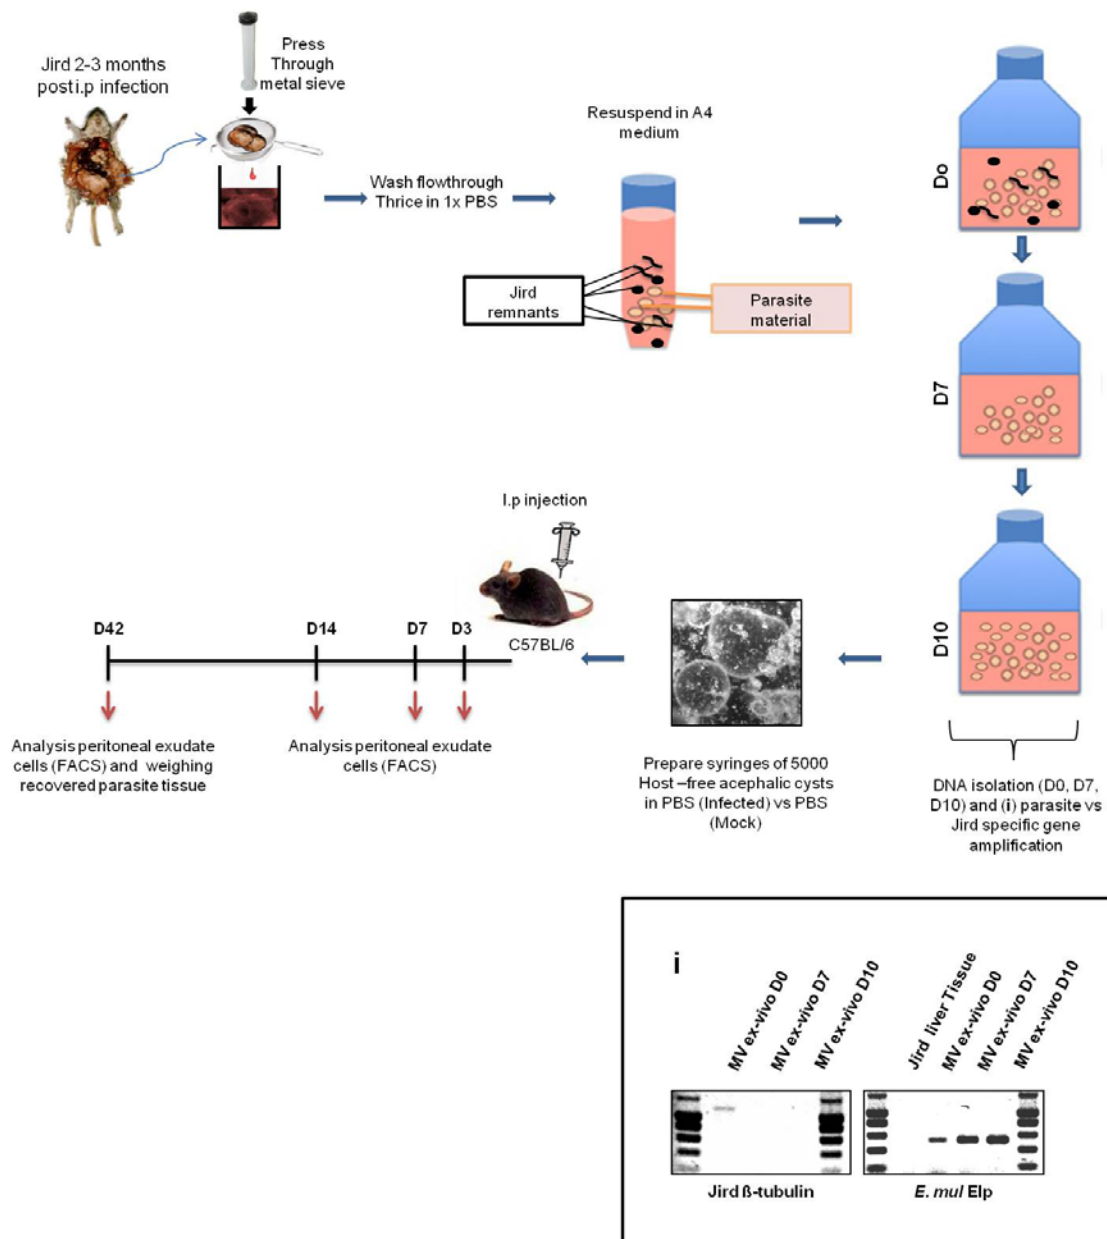 Jird 2-3 months
post i.p infection
Press
Through
metal sieve
Wash flowthrough
Thrice in 1x PBS
Resuspend in A4
medium
Jird
remnants
Parasite
material
Do
D7
D10
DNA isolation (D0, D7,
D10) and (i) parasite vs
Jird specific gene
amplification
Prepare syringes of 5000
Host –free acephalic cysts
in PBS (Infected) vs PBS
(Mock)
I.p injection
C57BL/6
D42
D14
D7
D3
Analysis peritoneal exudate
cells (FACS) and weighing
recovered parasite tissue
Analysis peritoneal exudate
cells (FACS)
i
MV ex-vivo D0
MV ex-vivo D7
MV ex-vivo D10
Jird liver Tissue
MV ex-vivo D0
MV ex-vivo D7
MV ex-vivo D10
Jird ß-tubulin
E. mul Elp